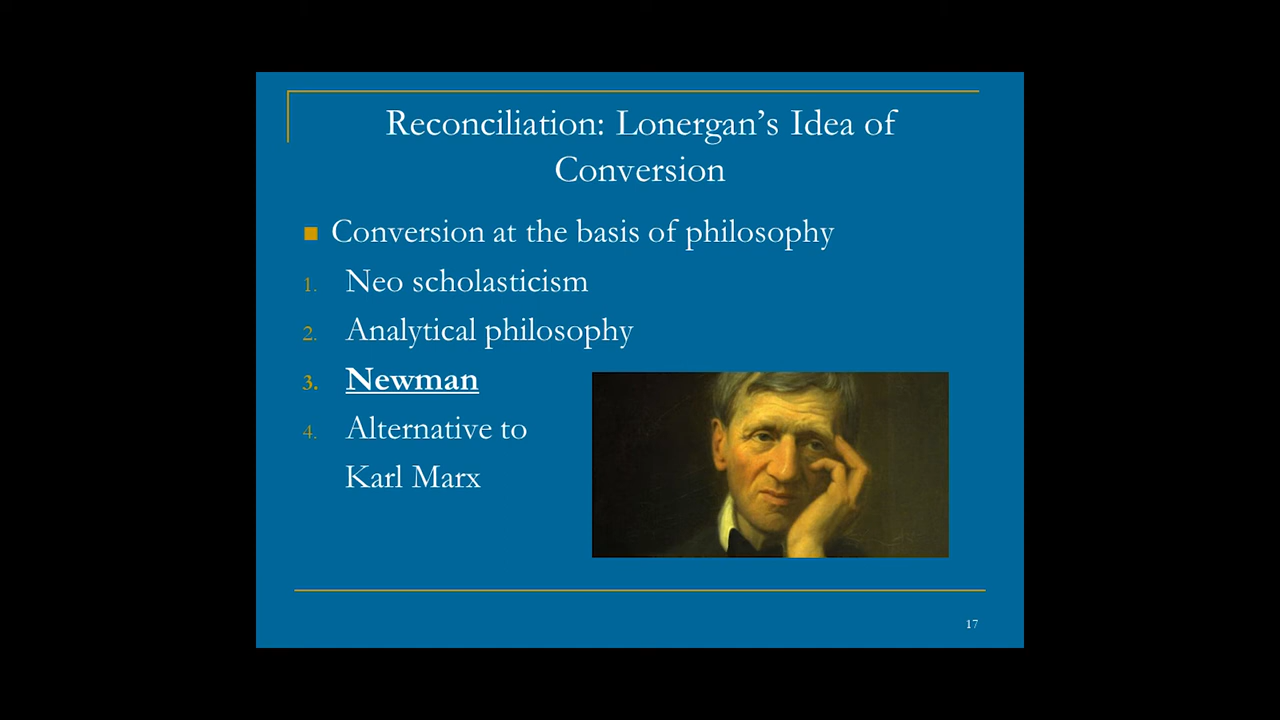 Reconciliation: Lonergan’s Idea of
Conversion
Conversion at the basis of philosophy
1. Neo scholasticism
2. Analytical philosophy
3. Newman
4. Alternative to
Karl Marx
17